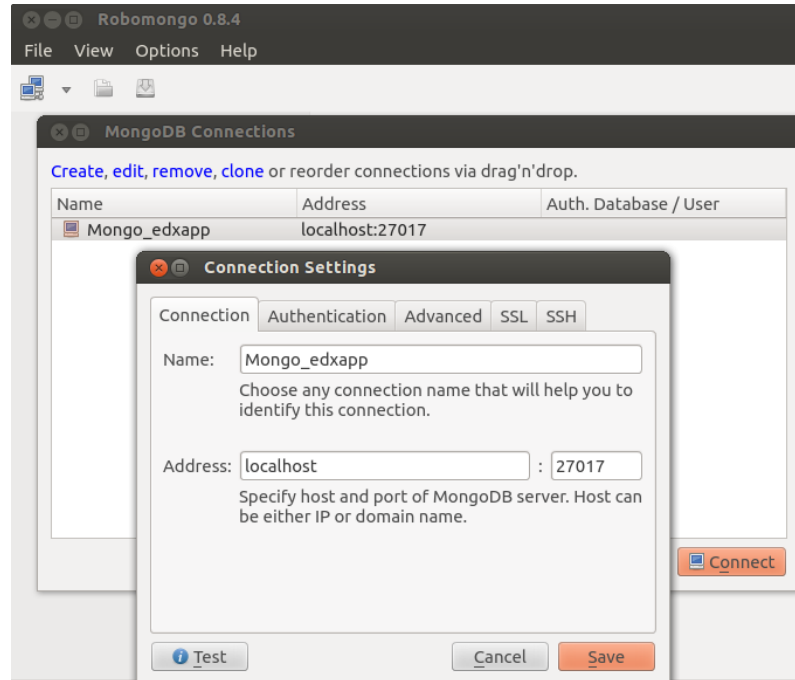 Robomongo 0.8.4
File View Options Help
MongoDB Connections
Create, edit, remove, clone or reorder connections via drag'n'drop.
Name Address Auth. Database / User
Mongo_edxapp localhost:27017
Connection Settings
Connection Authentication Advanced SSL SSH
Name: Mongo_edxapp
Choose any connection name that will help you to
identify this connection.
Address: localhost : 27017
Specify host and port of MongoDB server. Host can
be either IP or domain name.
Connect
Test Cancel Save